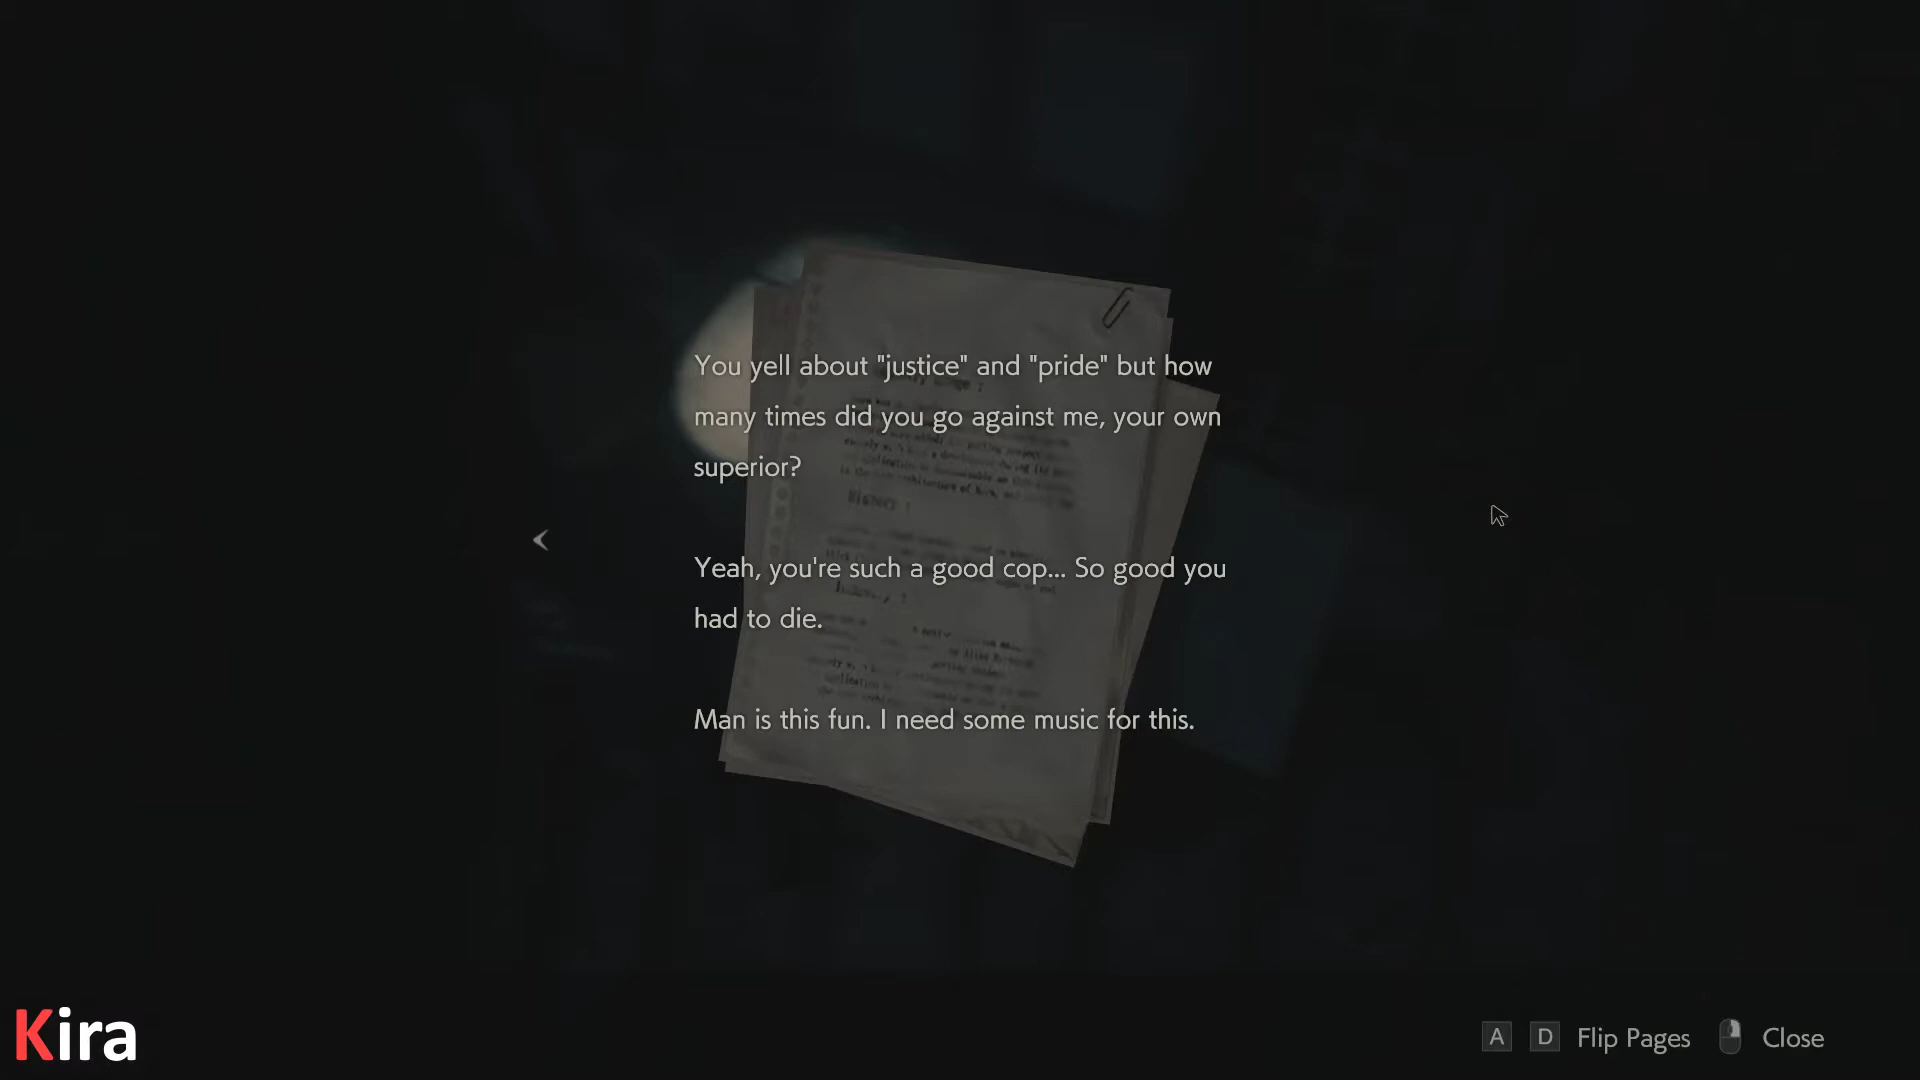 You yell about "justice" and "pride" but how
many times did you go against me, your own
superior?
Yeah, you're such a good cop... So good you
had to die.
Man is this fun. I need some music for this.
Kira
A D Flip Pages Close